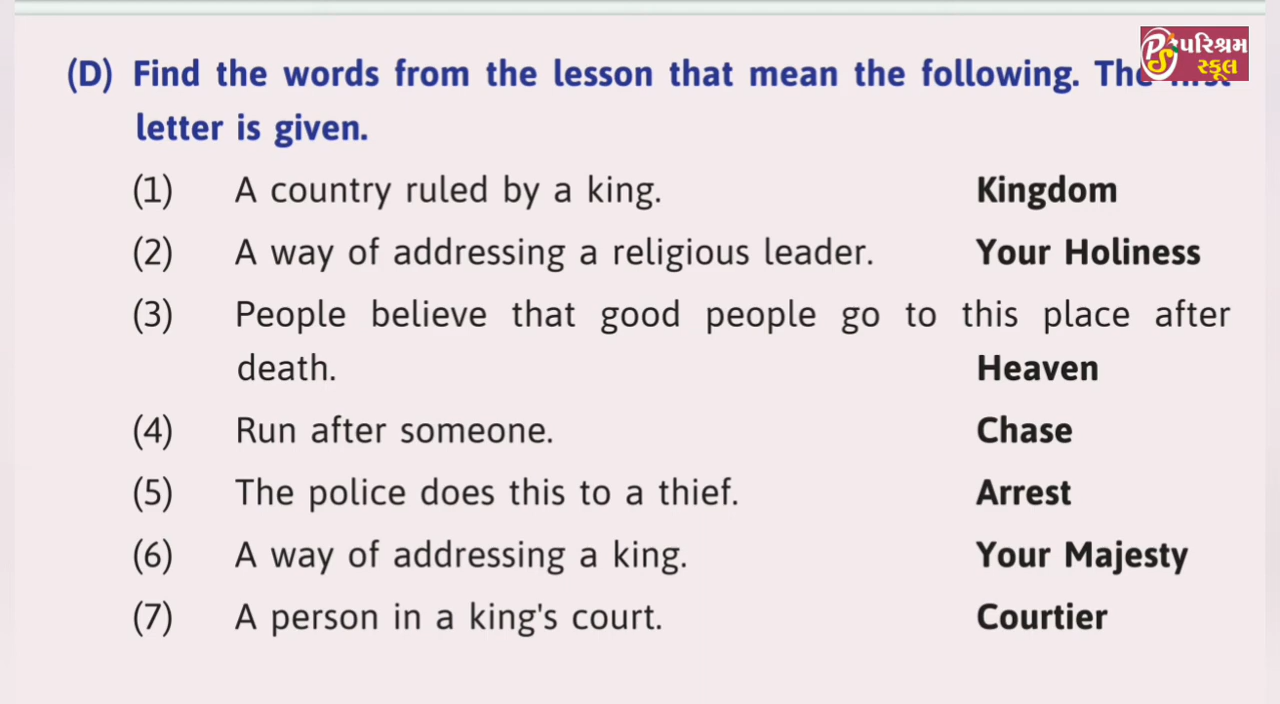 પરિશ્રમ
સ્કૂલ
(D) Find the words from the lesson that mean the following. The
letter is given.
(1) A country ruled by a king. Kingdom
(2) A way of addressing a religious leader. Your Holiness
(3) People believe that good people go to this place after
death. Heaven
(4) Run after someone. Chase
(5) The police does this to a thief. Arrest
(6) A way of addressing a king. Your Majesty
(7) A person in a king's court. Courtier